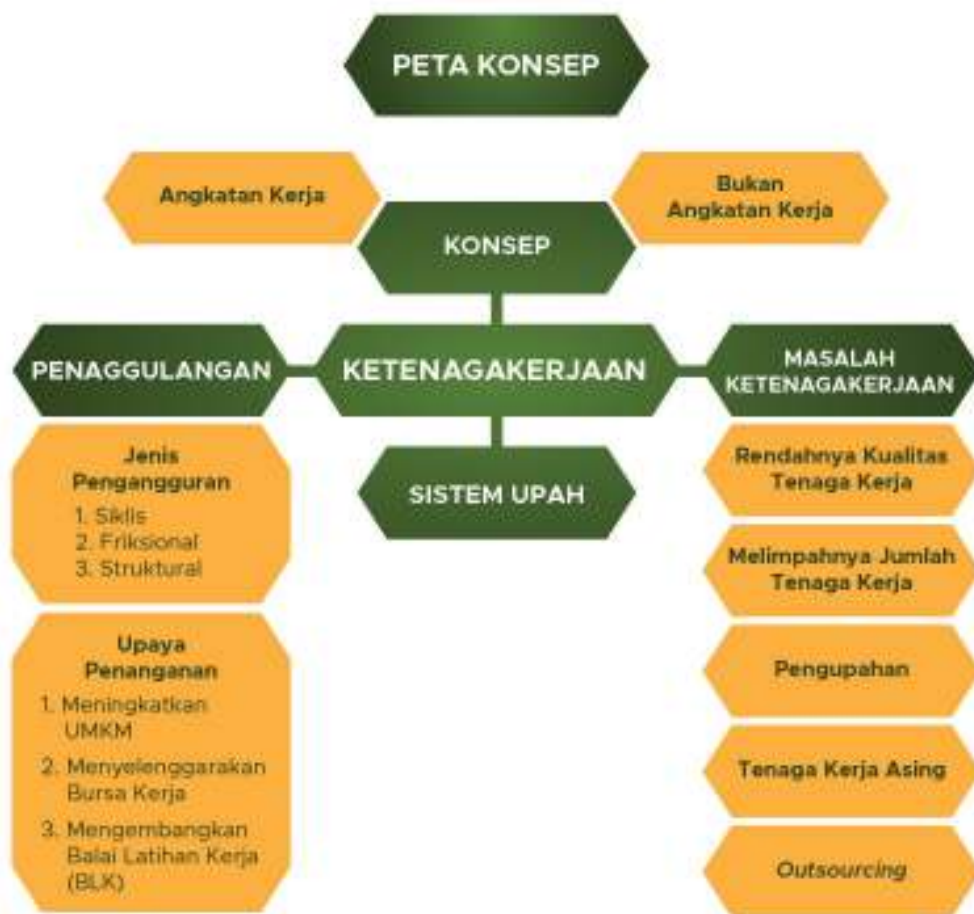 PETA KONSEP
Angkatan Kerja
Bukan
Angkatan Kerja
KONSEP
PENAGGULANGAN
KETENAGAKERJAAN
MASALAH
KETENAGAKERJAAN
Jenis
Pengangguran
1. Siklis
2. Friksional
3. Struktural
Upaya
Penanganan
1. Meningkatkan
UMKM
2. Menyelenggarakan
Bursa Kerja
3. Mengembangkan
Balai Latihan Kerja
(BLK)
SISTEM UPAH
Rendahnya Kualitas
Tenaga Kerja
Melimpahnya Jumlah
Tenaga Kerja
Pengupahan
Tenaga Kerja Asing
Outsourcing